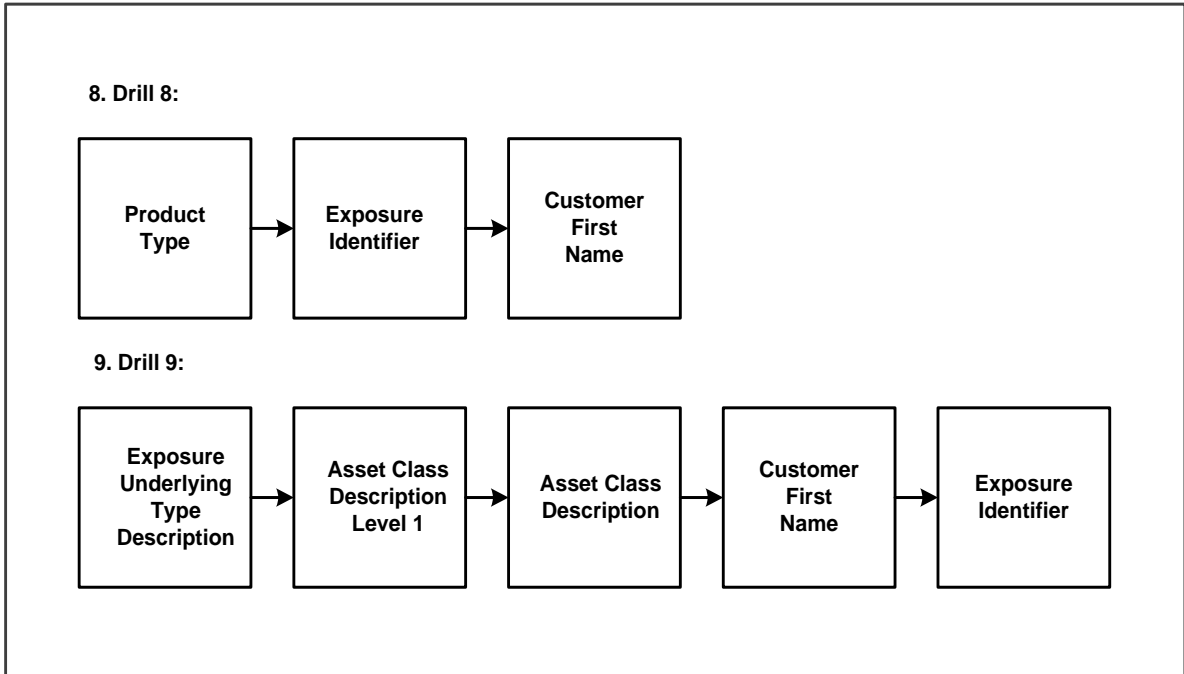 8. Drill 8:
Product
Type
Exposure
Identifier
Customer
First
Name
9. Drill 9:
Exposure
Underlying
Type
Description
Asset Class
Description
Level 1
Asset Class
Description
Customer
First
Name
Exposure
Identifier